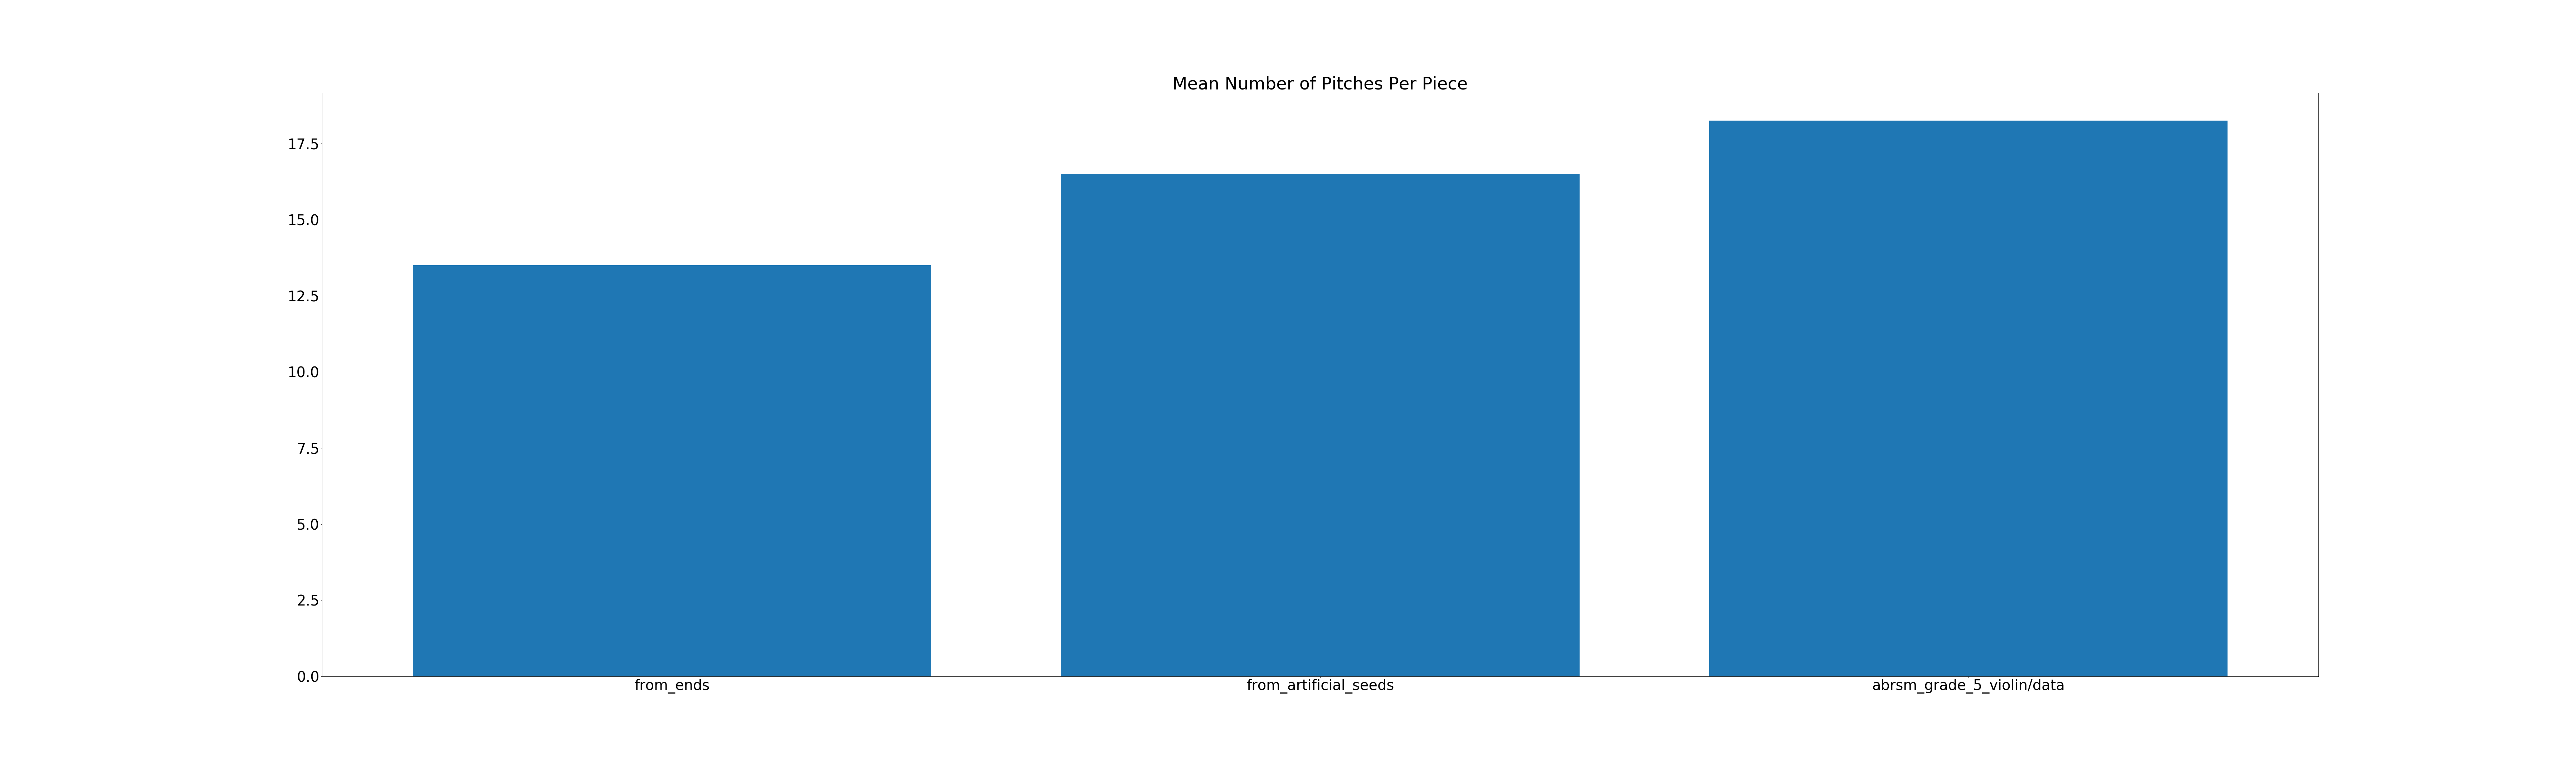 Mean Number of Pitches Per Piece
17.5
15.0
12.5
10.0
7.5
5.0
2.5
0.0
from_ends
from_artificial_seeds
abrsm_grade_5_violin/data